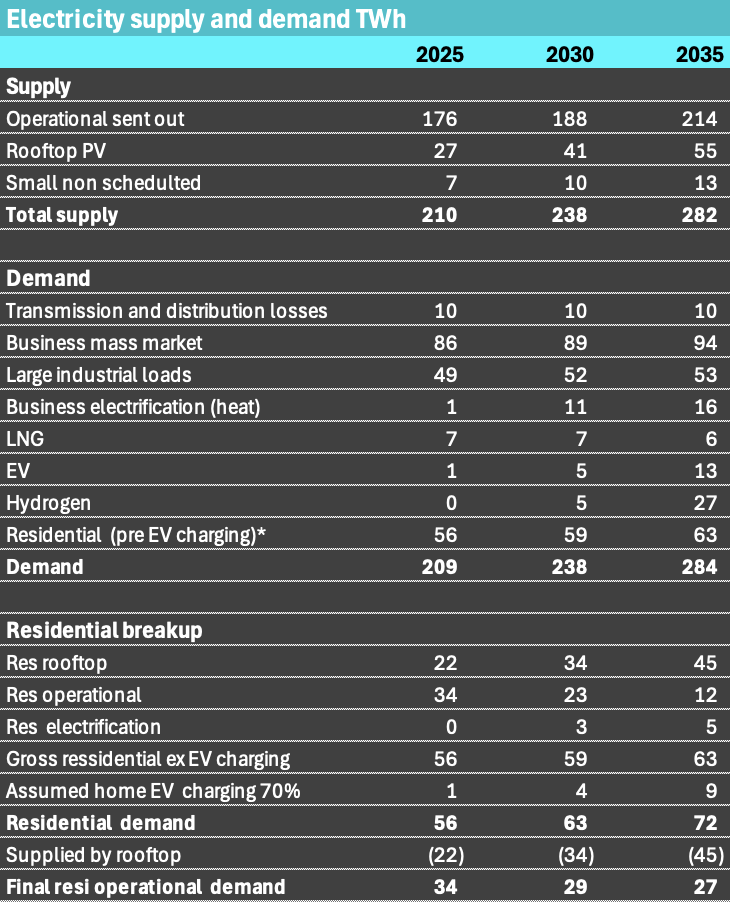 Electricity supply and demand TWh
2025 2030 2035
Supply
Operational sent out 176 188 214
Rooftop PV 27 41 55
Small non schedulted 7 10 13
Total supply 210 238 282
Demand
Transmission and distribution losses 10 10 10
Business mass market 86 89 94
Large industrial loads 49 52 53
Business electrification (heat) 1 11 16
LNG 7 7 6
EV 1 5 13
Hydrogen 0 5 27
Residential (pre EV charging)* 56 59 63
Demand 209 238 284
Residential breakup
Res rooftop 22 34 45
Res operational 34 23 12
Res electrification 0 3 5
Gross ressidential ex EV charging 56 59 63
Assumed home EV charging 70% 1 4 9
Residential demand 56 63 72
Supplied by rooftop (22) (34) (45)
Final resi operational demand 34 29 27